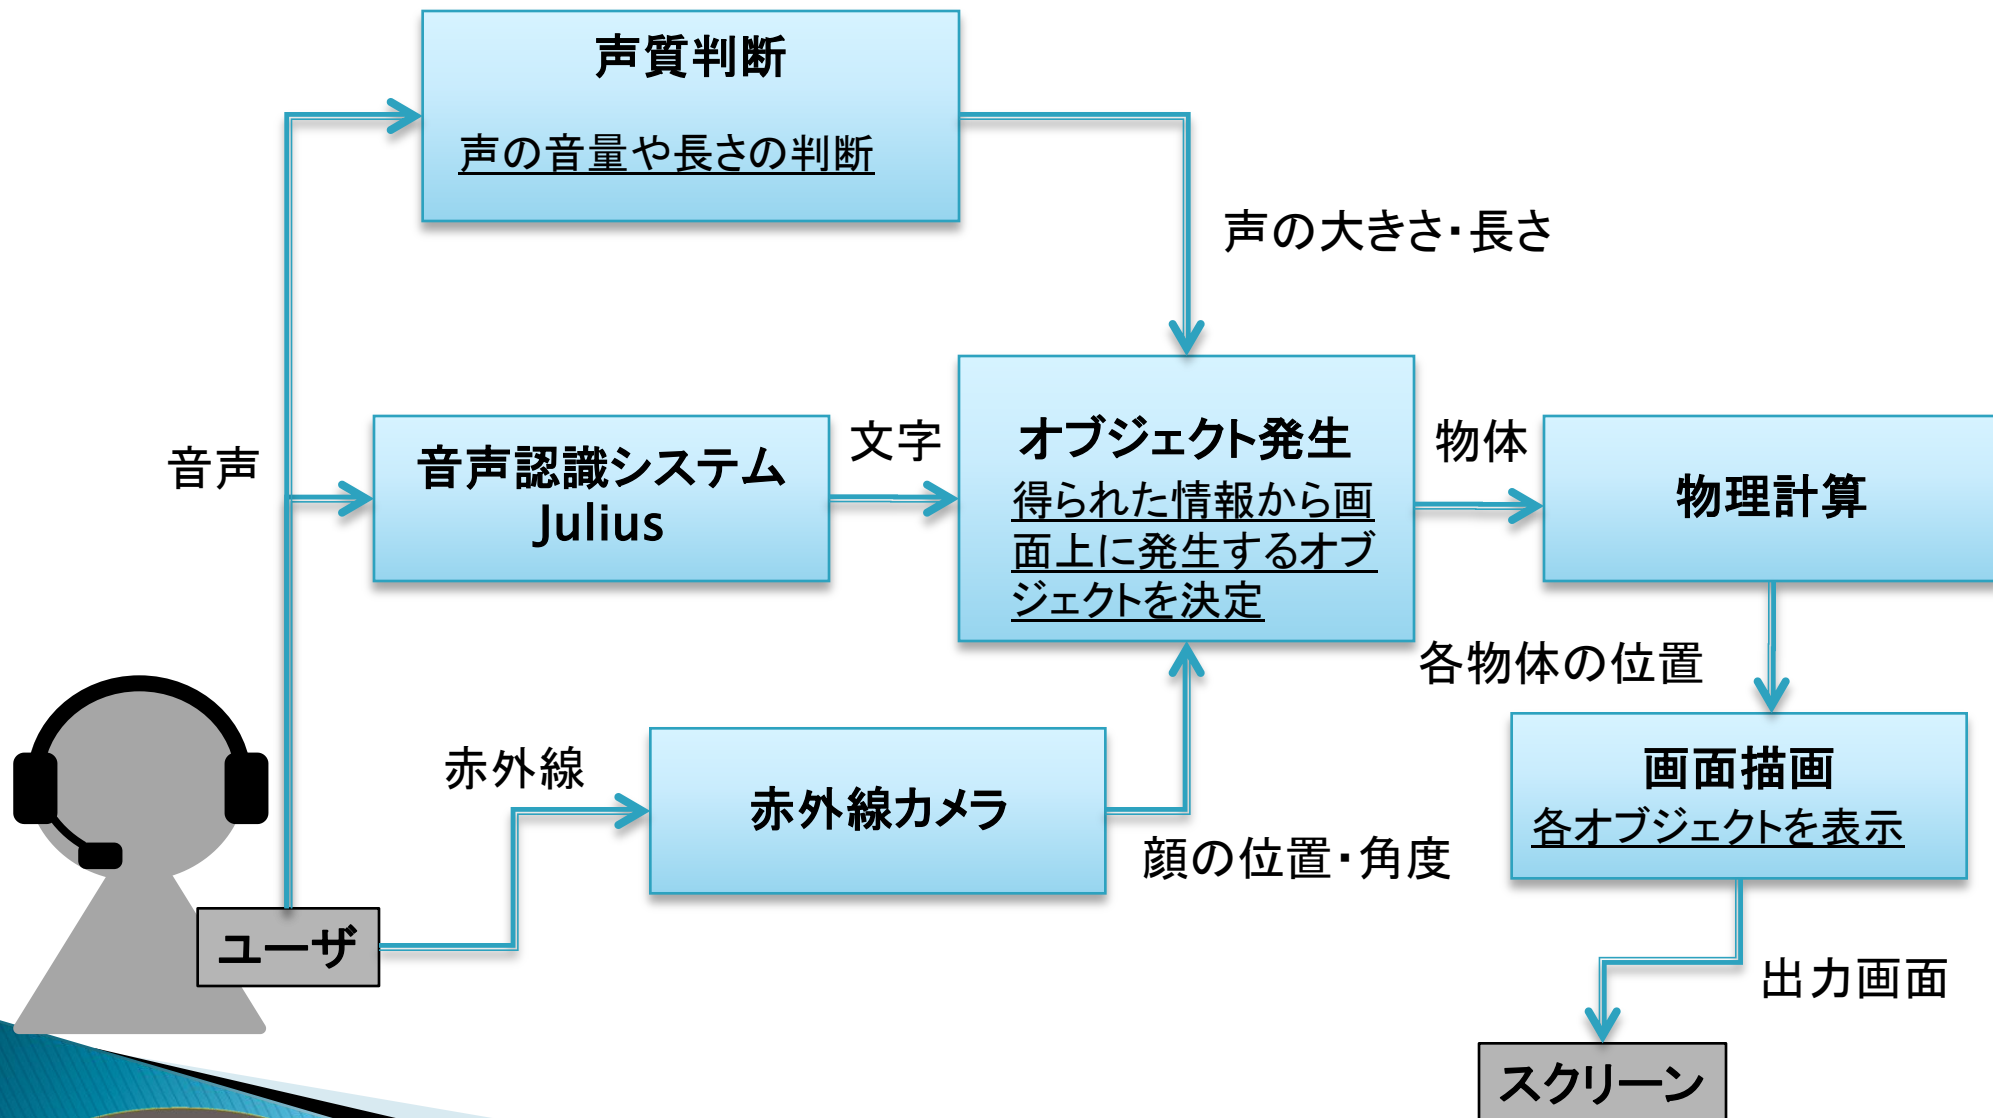 声質判断
声の音量や長さの判断
声の大きさ・長さ
音声
音声認識システム
Julius
文字
オブジェクト発生
得られた情報から画
面上に発生するオブ
ジェクトを決定
物体
物理計算
各物体の位置
赤外線
赤外線カメラ
顔の位置・角度
画面描画
各オブジェクトを表示
ユーザ
出力画面
スクリーン